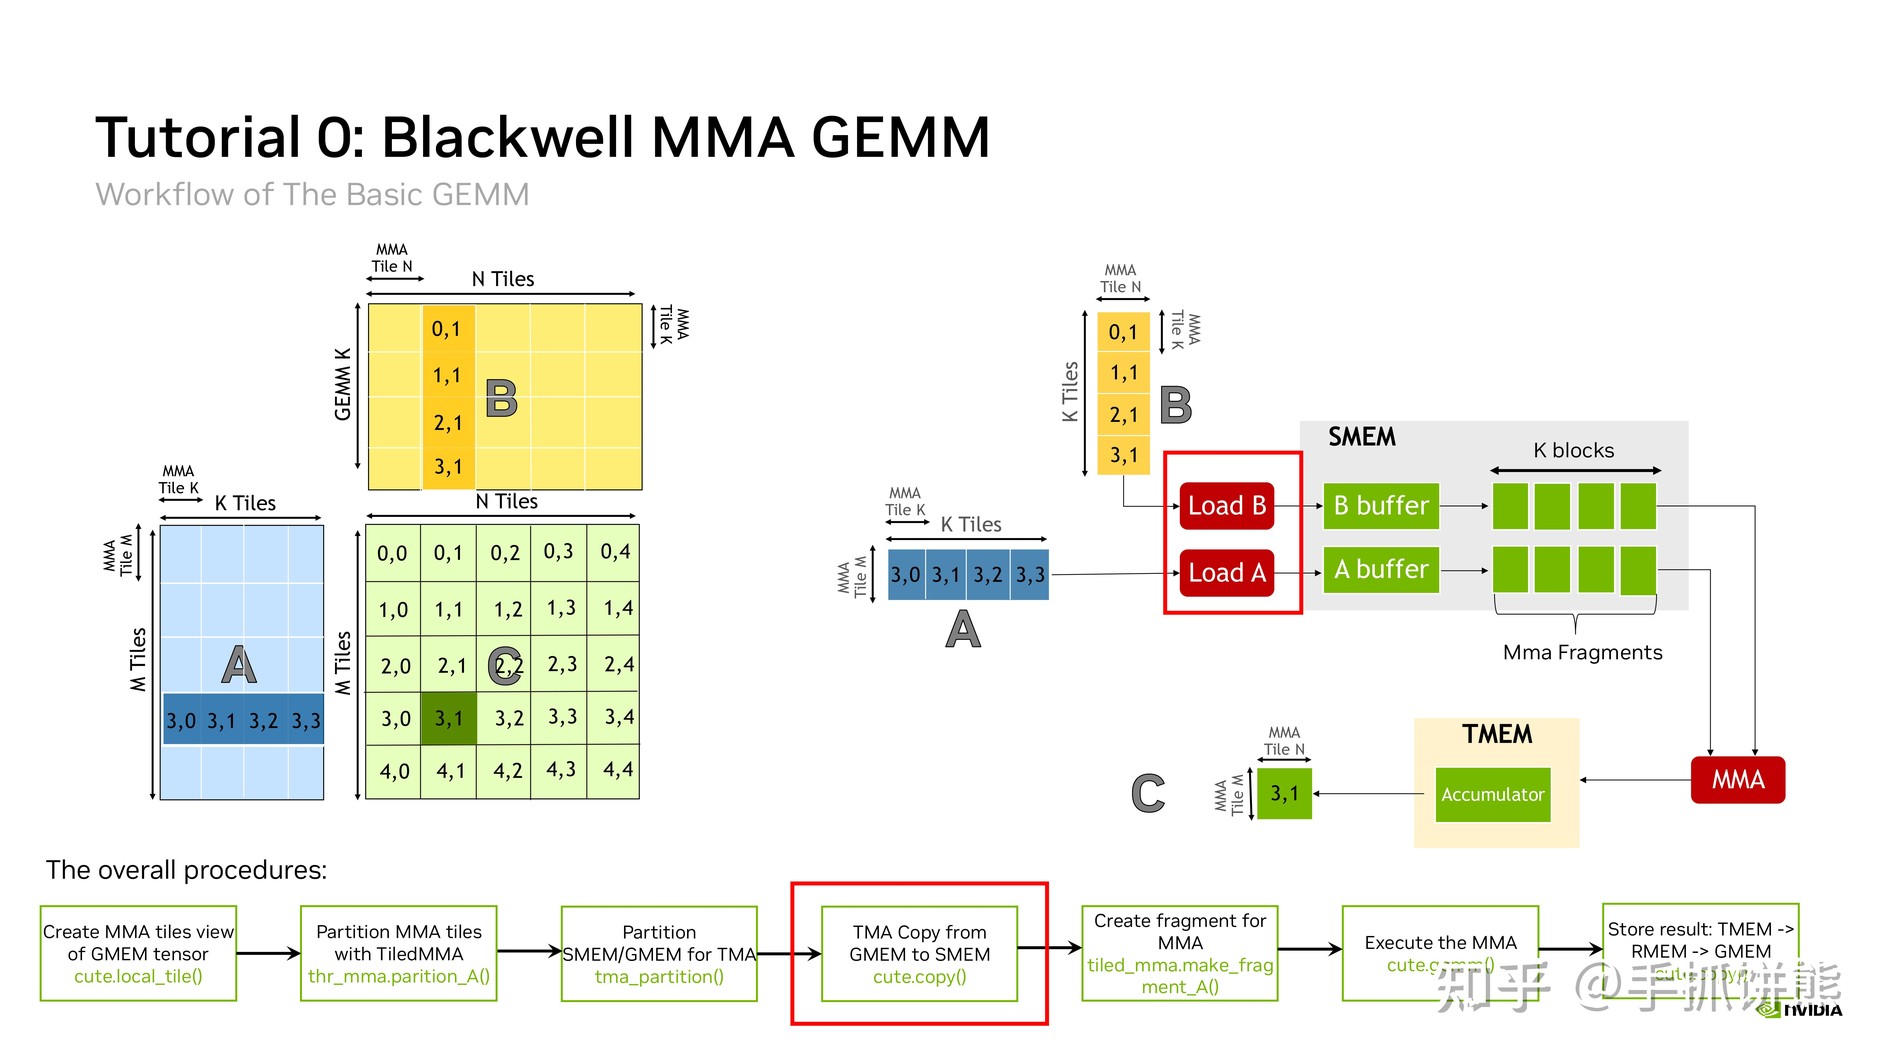 Tutorial 0: Blackwell MMA GEMM
Workflow of The Basic GEMM
MMA
Tile N
N Tiles
GEMM K
MMA
Tile K
0,1
1,1
2,1
3,1
B
MMA
Tile K
K Tiles
MMA
Tile M
M Tiles
A
3,0 3,1 3,2 3,3
N Tiles
M Tiles
0,0 0,1 0,2 0,3 0,4
1,0 1,1 1,2 1,3 1,4
2,0 2,1 2,2 2,3 2,4
C
3,0 3,1 3,2 3,3 3,4
4,0 4,1 4,2 4,3 4,4
MMA
Tile N
K Tiles
MMA
Tile K
0,1
1,1
2,1
3,1
B
MMA
Tile K
K Tiles
MMA
Tile M
3,0 3,1 3,2 3,3
A
Load B
Load A
SMEM
K blocks
B buffer
A buffer
Mma Fragments
TMEM
Accumulator
MMA
MMA
Tile N
MMA
Tile M
3,1
C
The overall procedures:
Create MMA tiles view
of GMEM tensor
cute.local_tile()
Partition MMA tiles
with TiledMMA
thr_mma.parition_A()
Partition
SMEM/GMEM for TMA
tma_partition()
TMA Copy from
GMEM to SMEM
cute.copy()
Create fragment for
MMA
tiled_mma.make_frag
ment_A()
Execute the MMA
cute.gemm()
Store result: TMEM ->
RMEM -> GMEM
cute.copy()
知乎 @手抓饼熊
NVIDIA